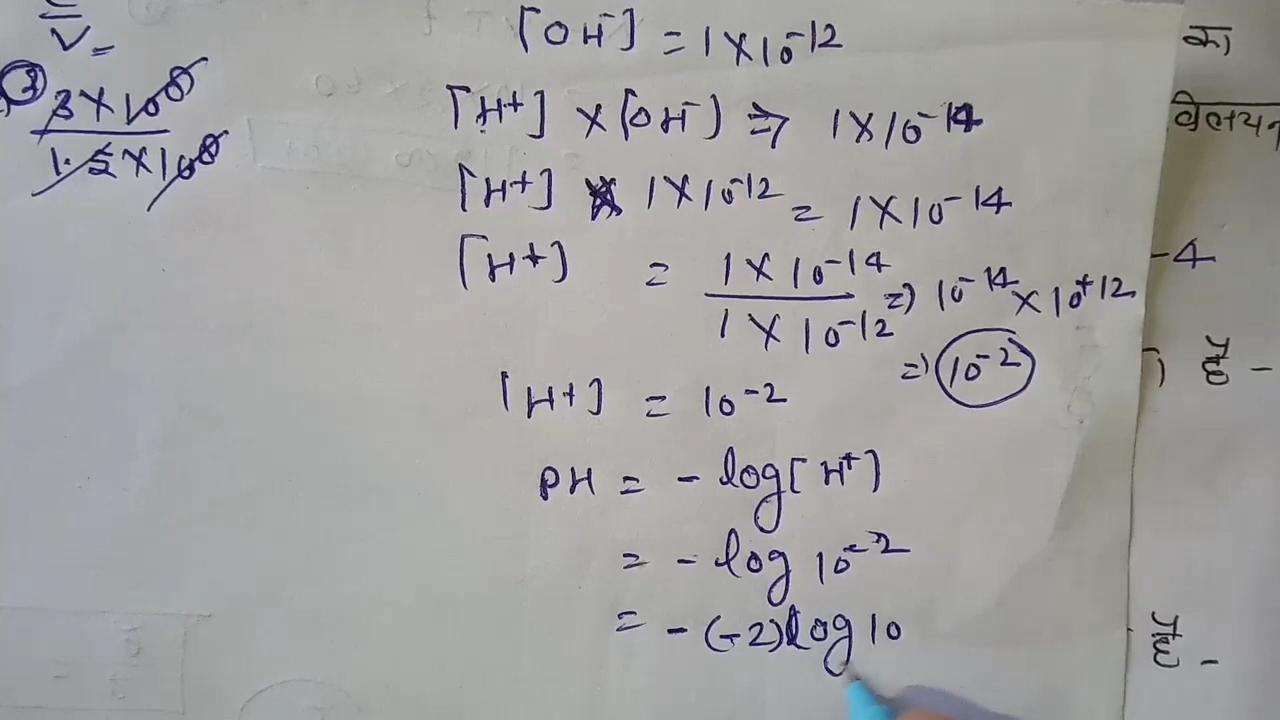 V =
[OH⁻] = 1 X 10⁻¹²
3 X 10⁸
1.5 X 10⁸
[H+] X [OH⁻] ⇒ 1 X 10⁻¹⁴
[H+] X 1 X 10⁻¹² = 1 X 10⁻¹⁴
[H+] = 1 X 10⁻¹⁴ / 1 X 10⁻¹² ⇒ 10⁻¹⁴ X 10⁺¹²
⇒ 10⁻²
[H+] = 10⁻²
PH = - log [H⁺]
= - log 10⁻²
= - (-2) log 10
का
विलयन
-4